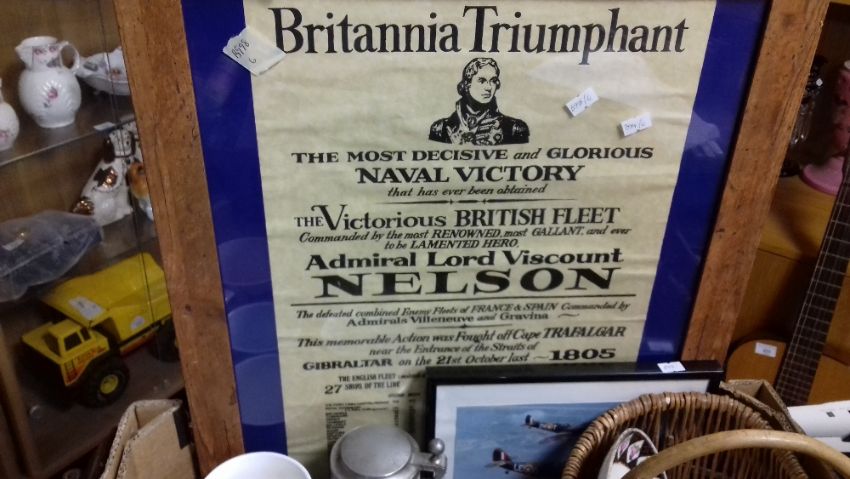 Britannia Triumphant
THE MOST DECISIVE and GLORIOUS
NAVAL VICTORY
that has ever been obtained
THE Victorious BRITISH FLEET
Commanded by the most RENOWNED, most GALLANT, and ever
to be LAMENTED HERO.
Admiral Lord Viscount
NELSON
The defeated combined Enemy Fleets of FRANCE & SPAIN Commanded by
Admirals Villeneuve and Gravina ~
This memorable Action was Fought off Cape TRAFALGAR
near the Entrance of the Straits of
GIBRALTAR on the 21st October last ~ 1805
THE ENGLISH FLEET
27 SHIPS, OF THE LINE